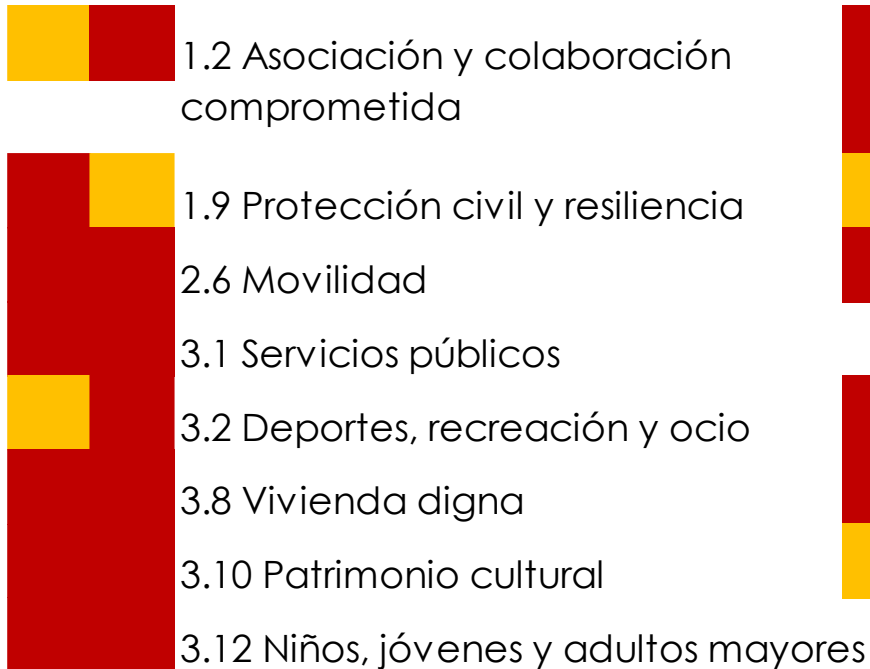 1.2 Asociación y colaboración
comprometida
1.9 Protección civil y resiliencia
2.6 Movilidad
3.1 Servicios públicos
3.2 Deportes, recreación y ocio
3.8 Vivienda digna
3.10 Patrimonio cultural
3.12 Niños, jóvenes y adultos mayores